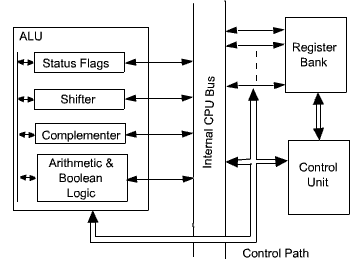 ALU
Status Flags
Shifter
Complementer
Arithmetic &
Boolean
Logic
Internal CPU Bus
Register
Bank
Control
Unit
Control Path